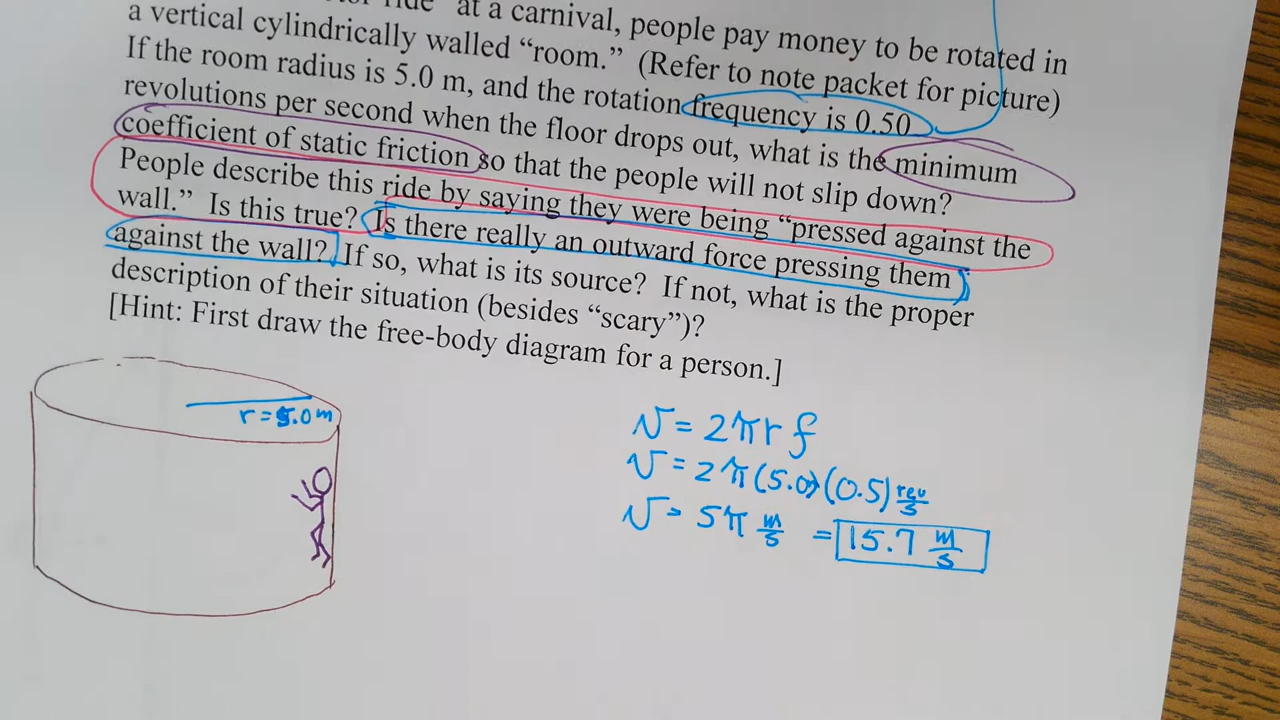 ride" at a carnival, people pay money to be rotated in
a vertical cylindrically walled “room.” (Refer to note packet for picture)
If the room radius is 5.0 m, and the rotation frequency is 0.50
revolutions per second when the floor drops out, what is the minimum
coefficient of static friction so that the people will not slip down?
People describe this ride by saying they were being “pressed against the
wall.” Is this true? Is there really an outward force pressing them
against the wall? If so, what is its source? If not, what is the proper
description of their situation (besides “scary”)?
[Hint: First draw the free-body diagram for a person.]
r = 5.0 m
v = 2πr f
v = 2π(5.0)(0.5) rev/s
v = 5π m/s = 15.7 m/s